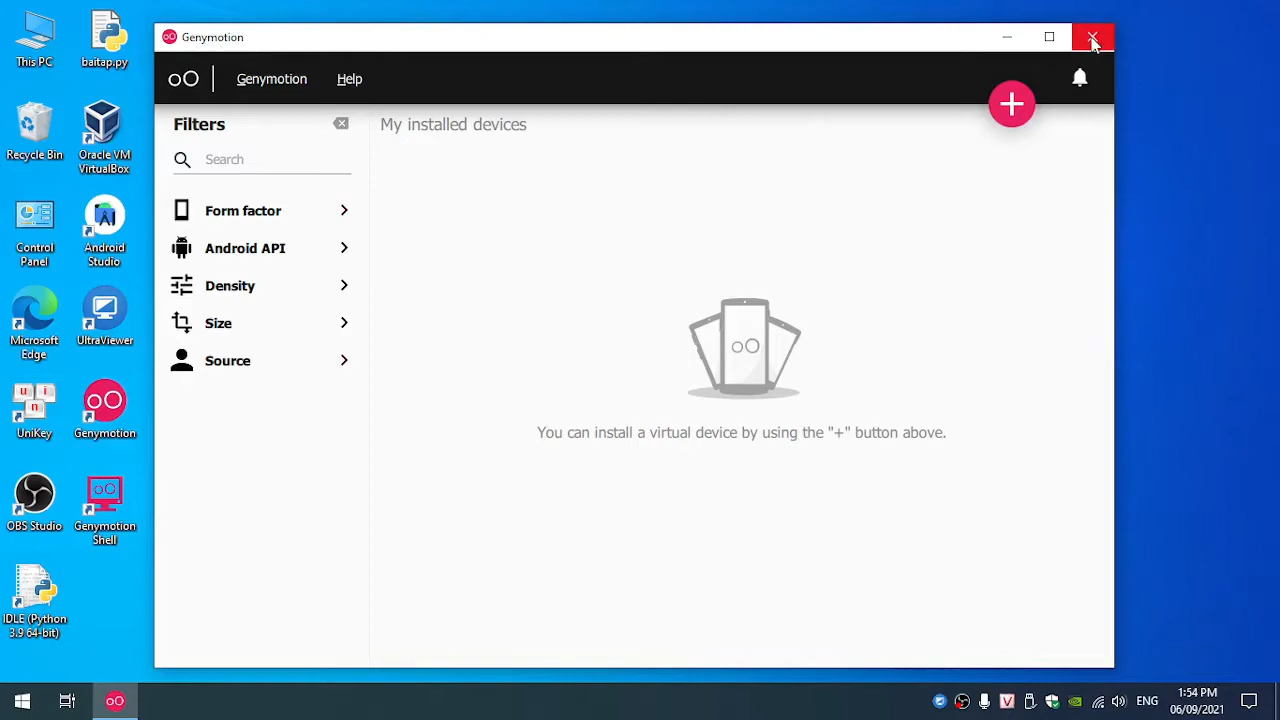 This PC
baitap.py
Recycle Bin
Oracle VM
VirtualBox
Control
Panel
Android
Studio
Microsoft
Edge
UltraViewer
UniKey
Genymotion
OBS Studio
Genymotion
Shell
IDLE (Python
3.9 64-bit)
Genymotion
Genymotion
Help
Filters
My installed devices
Search
Form factor
Android API
Density
Size
Source
You can install a virtual device by using the "+" button above.
ENG
1:54 PM
06/09/2021